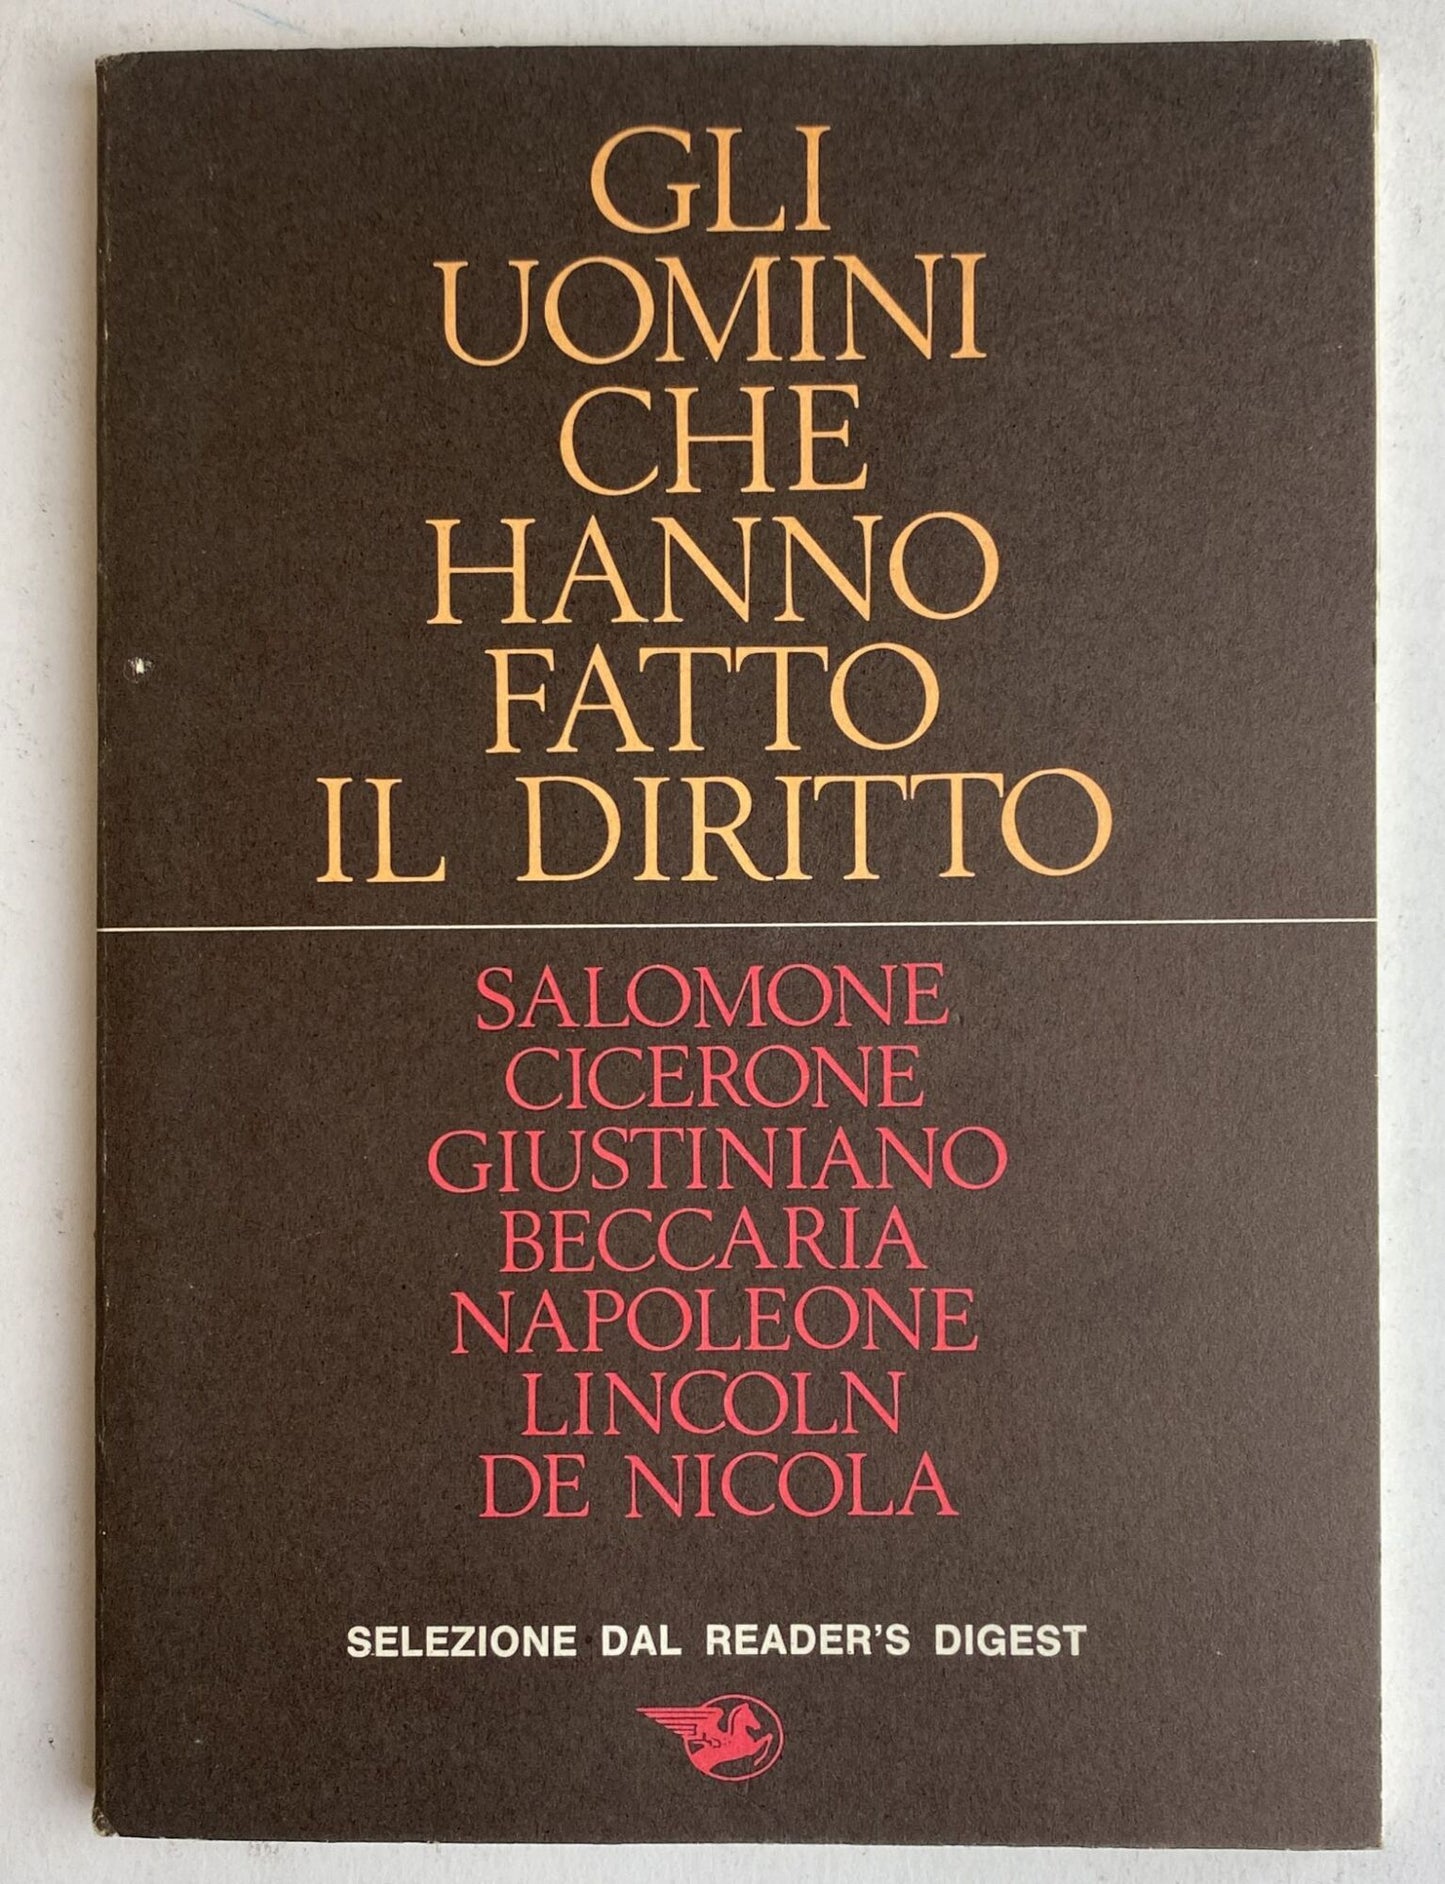 GLI
UOMINI
CHE
HANNO
FATTO
IL DIRITTO
SALOMONE
CICERONE
GIUSTINIANO
BECCARIA
NAPOLEONE
LINCOLN
DE NICOLA
SELEZIONE DAL READER'S DIGEST